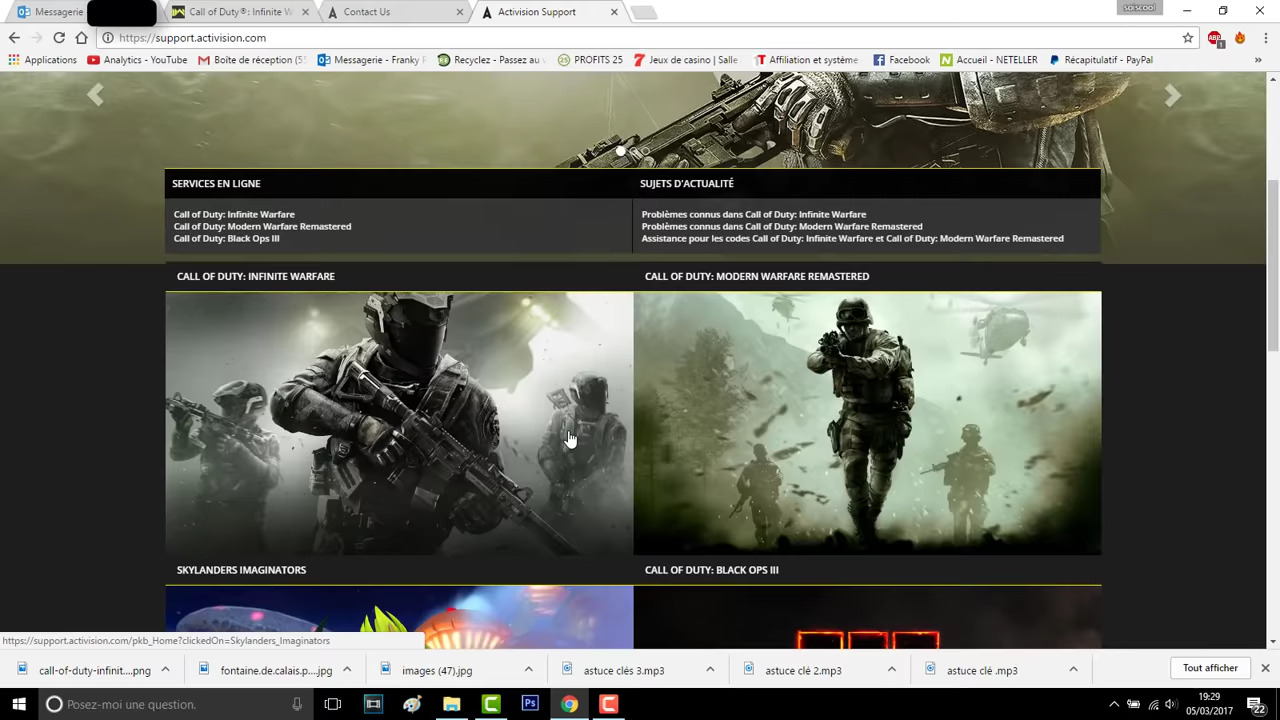 Messagerie
Call of Duty®: Infinite W
Contact Us
Activision Support
soiscool
https://support.activision.com
ABP
1
Applications
Analytics - YouTube
Boîte de réception (55
Messagerie - Franky F
Recyclez - Passez au v
PROFITS 25
Jeux de casino | Salle
Affiliation et système
Facebook
Accueil - NETELLER
Récapitulatif - PayPal
»
SERVICES EN LIGNE
SUJETS D'ACTUALITÉ
Call of Duty: Infinite Warfare
Call of Duty: Modern Warfare Remastered
Call of Duty: Black Ops III
Problèmes connus dans Call of Duty: Infinite Warfare
Problèmes connus dans Call of Duty: Modern Warfare Remastered
Assistance pour les codes Call of Duty: Infinite Warfare et Call of Duty: Modern Warfare Remastered
CALL OF DUTY: INFINITE WARFARE
CALL OF DUTY: MODERN WARFARE REMASTERED
SKYLANDERS IMAGINATORS
CALL OF DUTY: BLACK OPS III
https://support.activision.com/pkb_Home?clickedOn=Skylanders_Imaginators
call-of-duty-infinit....png
fontaine.de.calais.p....jpg
images (47).jpg
astuce clés 3.mp3
astuce clé 2.mp3
astuce clé .mp3
Tout afficher
Posez-moi une question.
Ps
19:29
05/03/2017
22